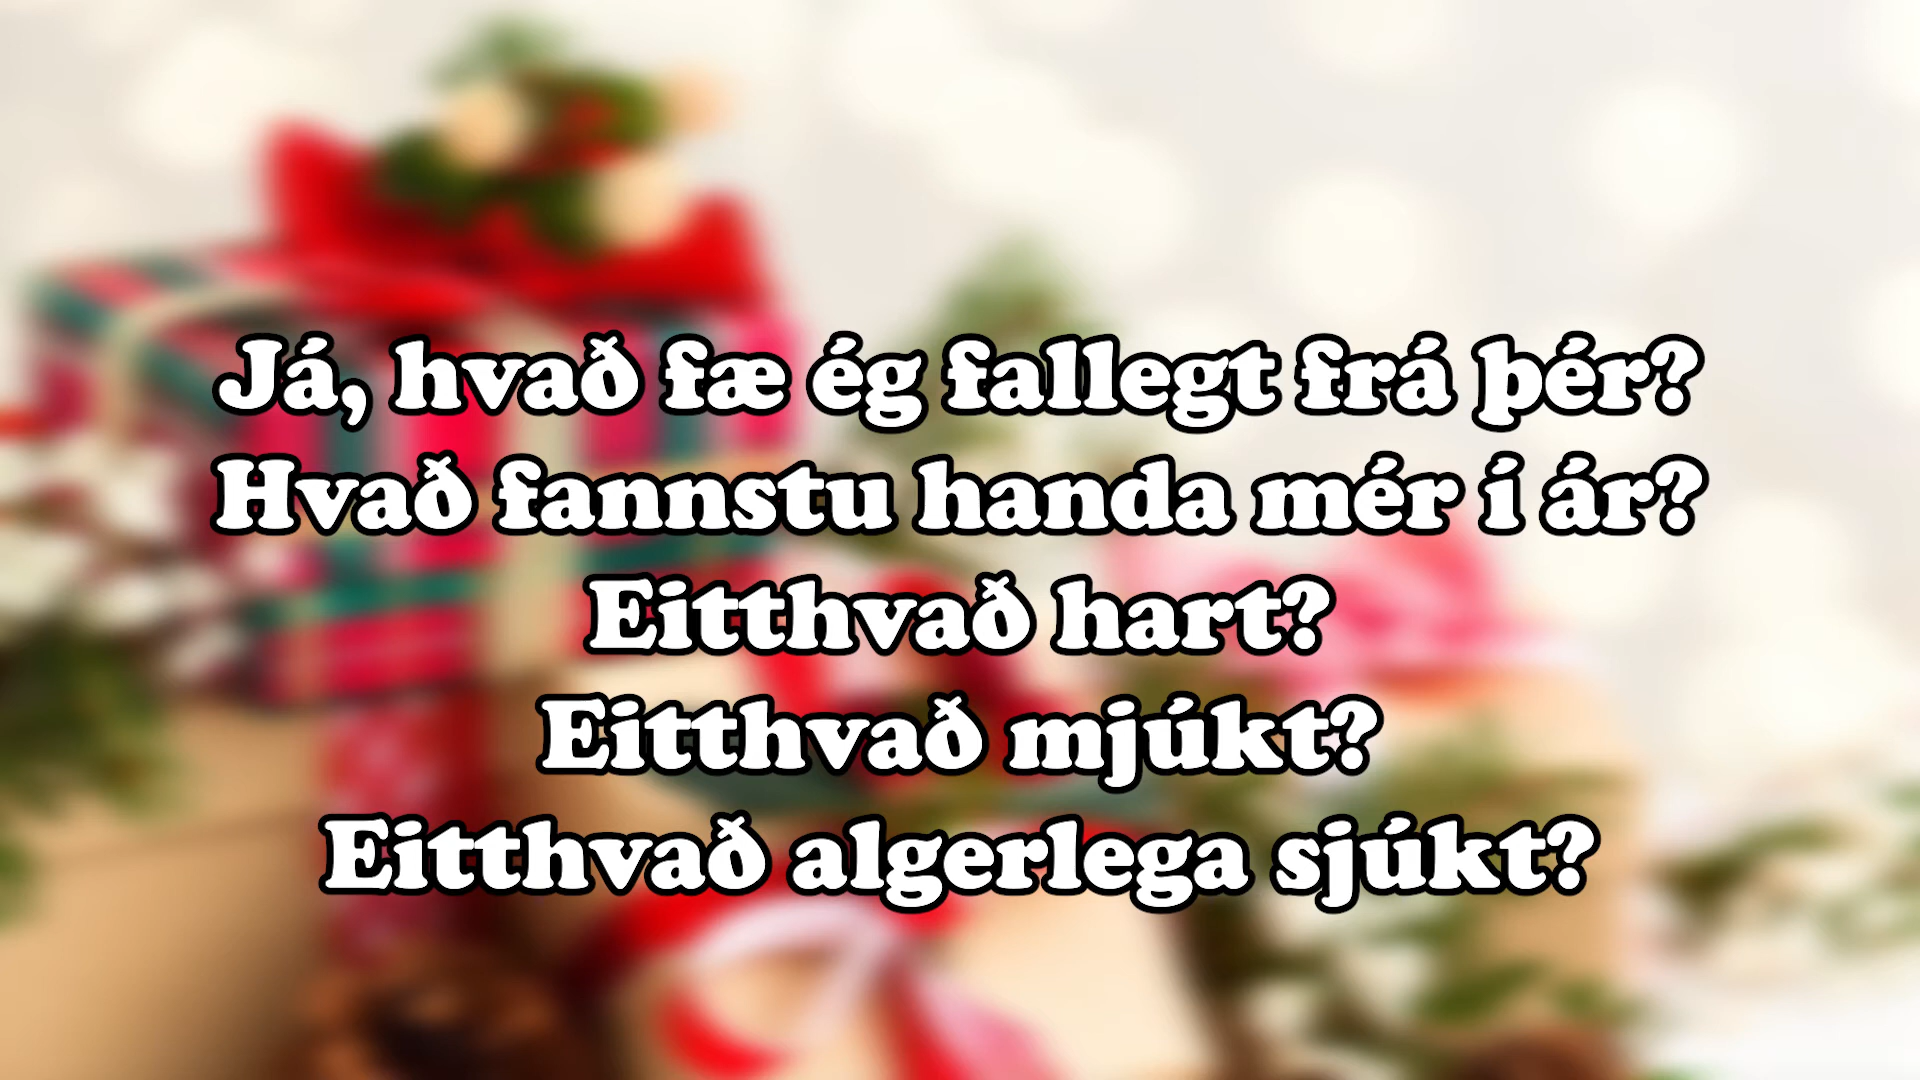 Já, hvað fæ ég fallegt frá þér?
Hvað fannstu handa mér í ár?
Eitthvað hart?
Eitthvað mjúkt?
Eitthvað algerlega sjúkt?